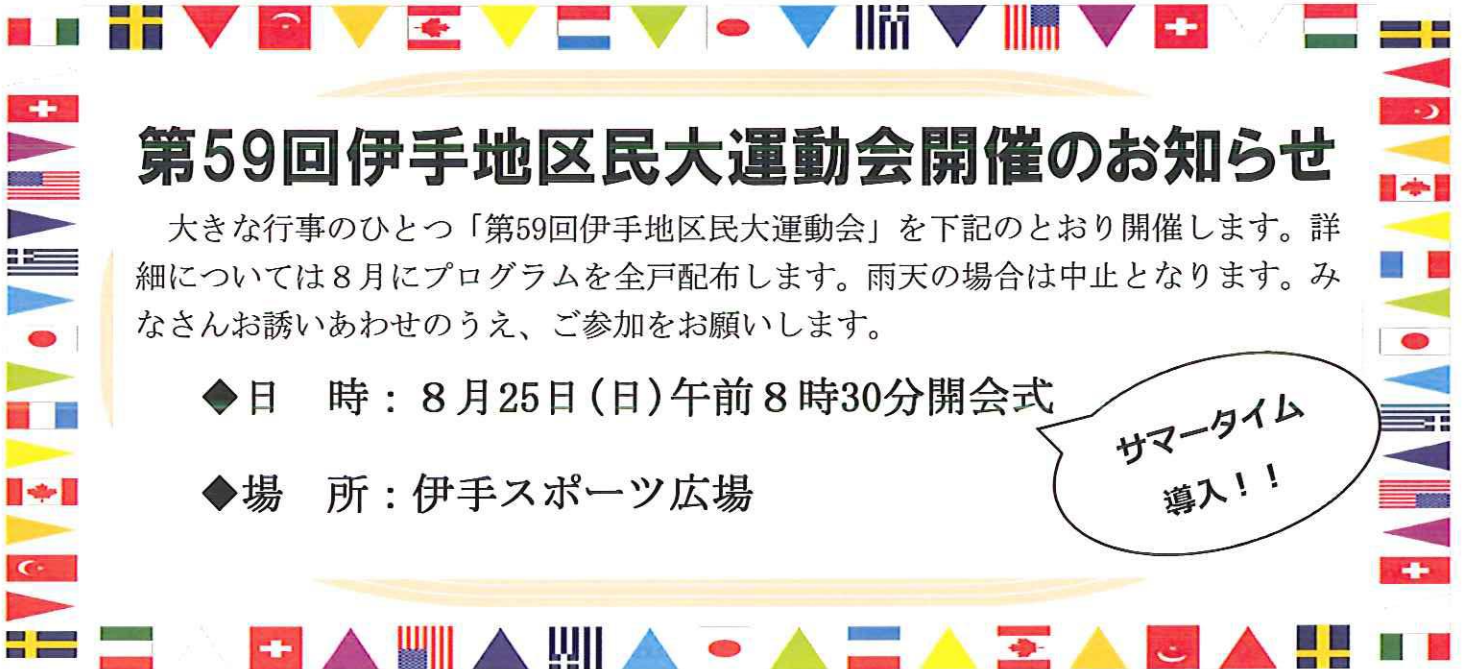 第59回伊手地区民大運動会開催のお知らせ
　大きな行事のひとつ「第59回伊手地区民大運動会」を下記のとおり開催します。詳
細については８月にプログラムを全戸配布します。雨天の場合は中止となります。み
なさんお誘いあわせのうえ、ご参加をお願いします。
◆日　時：８月25日(日)午前８時30分開会式
サマータイム
導入！！
◆場　所：伊手スポーツ広場